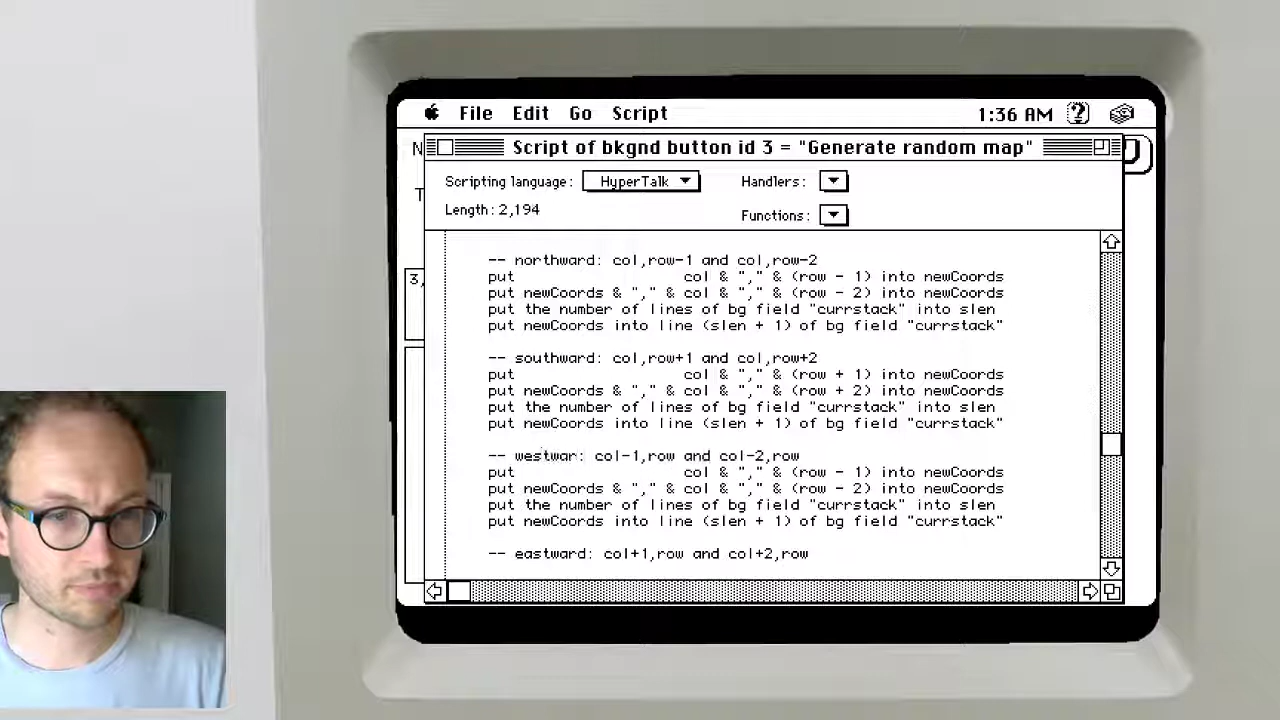 File Edit Go Script 1:36 AM
Script of bkgnd button id 3 = "Generate random map"
Scripting language: HyperTalk Handlers:
Length: 2,194
Functions:
N
T
3,
-- northward: col,row-1 and col,row-2
put col & "," & (row - 1) into newCoords
put newCoords & "," & col & "," & (row - 2) into newCoords
put the number of lines of bg field "currstack" into slen
put newCoords into line (slen + 1) of bg field "currstack"
-- southward: col,row+1 and col,row+2
put col & "," & (row + 1) into newCoords
put newCoords & "," & col & "," & (row + 2) into newCoords
put the number of lines of bg field "currstack" into slen
put newCoords into line (slen + 1) of bg field "currstack"
-- westwar: col-1,row and col-2,row
put col & "," & (row - 1) into newCoords
put newCoords & "," & col & "," & (row - 2) into newCoords
put the number of lines of bg field "currstack" into slen
put newCoords into line (slen + 1) of bg field "currstack"
-- eastward: col+1,row and col+2,row